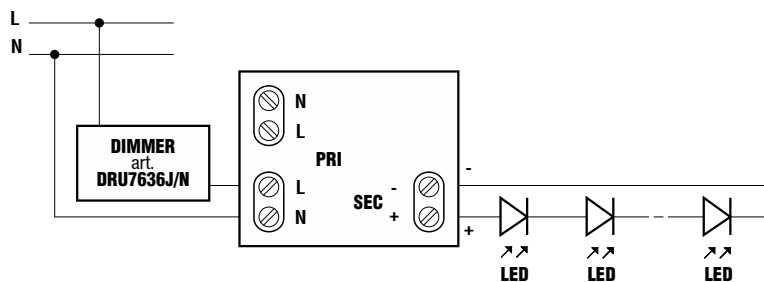 L
N
N
L
DIMMER
art.
DRU7636J/N
PRI
L
N
SEC
-
+
-
+
LED
LED
LED